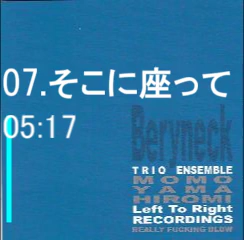 07.そこに座って
05:17
Beryneck
TRIO ENSEMBLE
MOMO
YAMA
HIROMI
Left To Right
RECORDINGS
REALLY FUCKING BLOW